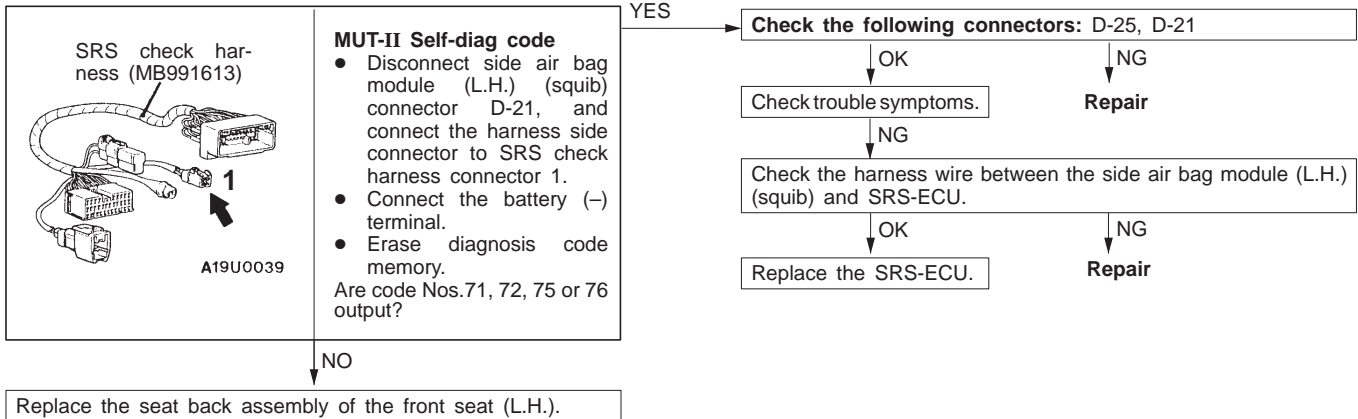 SRS check har-
ness (MB991613)
1
A19U0039
MUT-II Self-diag code
● Disconnect side air bag
module (L.H.) (squib)
connector D-21, and
connect the harness side
connector to SRS check
harness connector 1.
● Connect the battery (–)
terminal.
● Erase diagnosis code
memory.
Are code Nos.71, 72, 75 or 76
output?
YES
Check the following connectors: D-25, D-21
OK
NG
Check trouble symptoms.
Repair
NG
Check the harness wire between the side air bag module (L.H.)
(squib) and SRS-ECU.
OK
NG
Replace the SRS-ECU.
Repair
NO
Replace the seat back assembly of the front seat (L.H.).